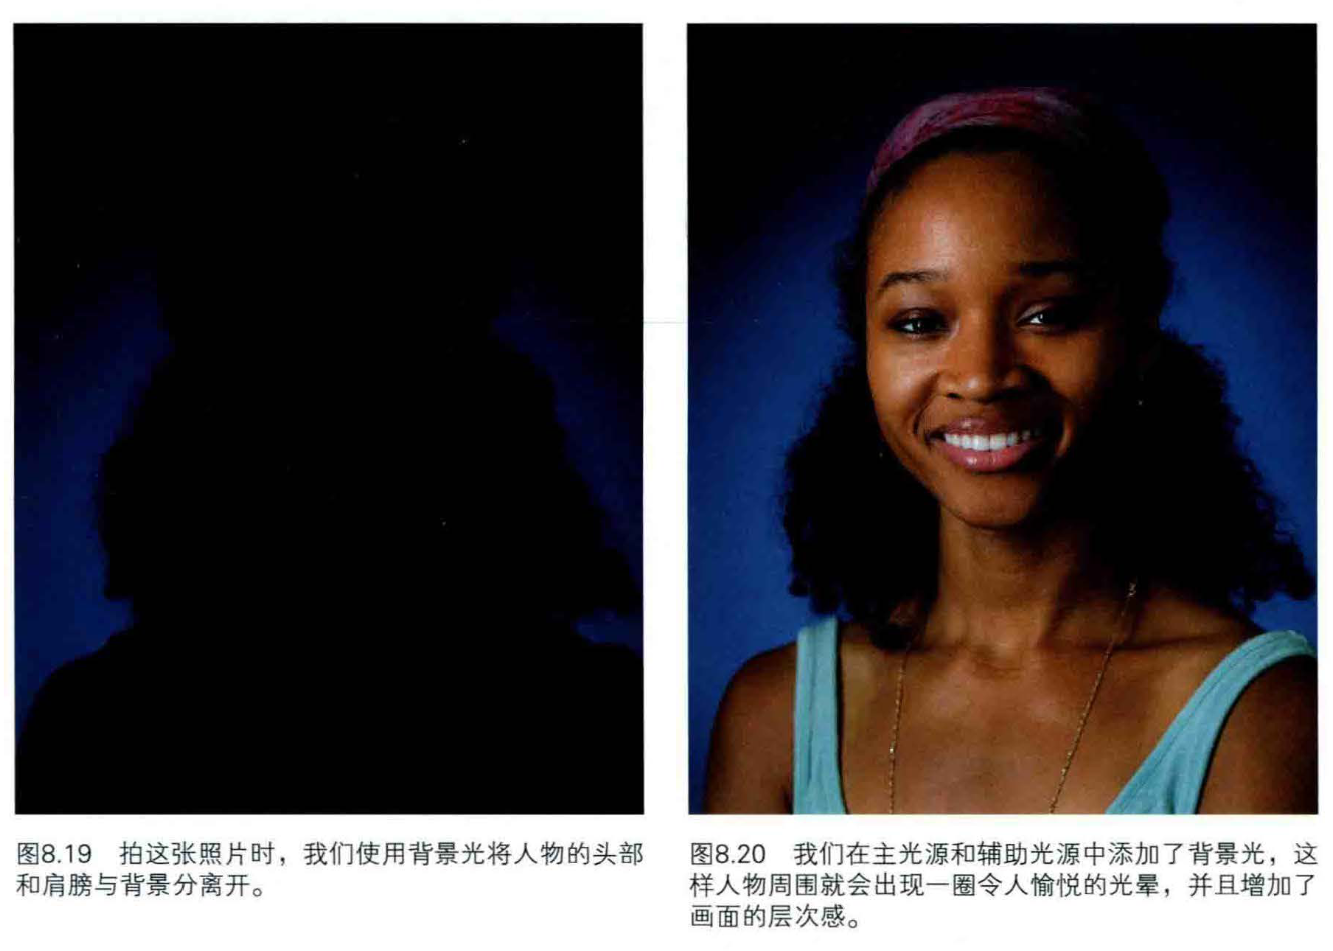 图8.19 拍这张照片时，我们使用背景光将人物的头部
和肩膀与背景分离开。
图8.20 我们在主光源和辅助光源中添加了背景光，这
样人物周围就会出现一圈令人愉悦的光晕，并且增加了
画面的层次感。